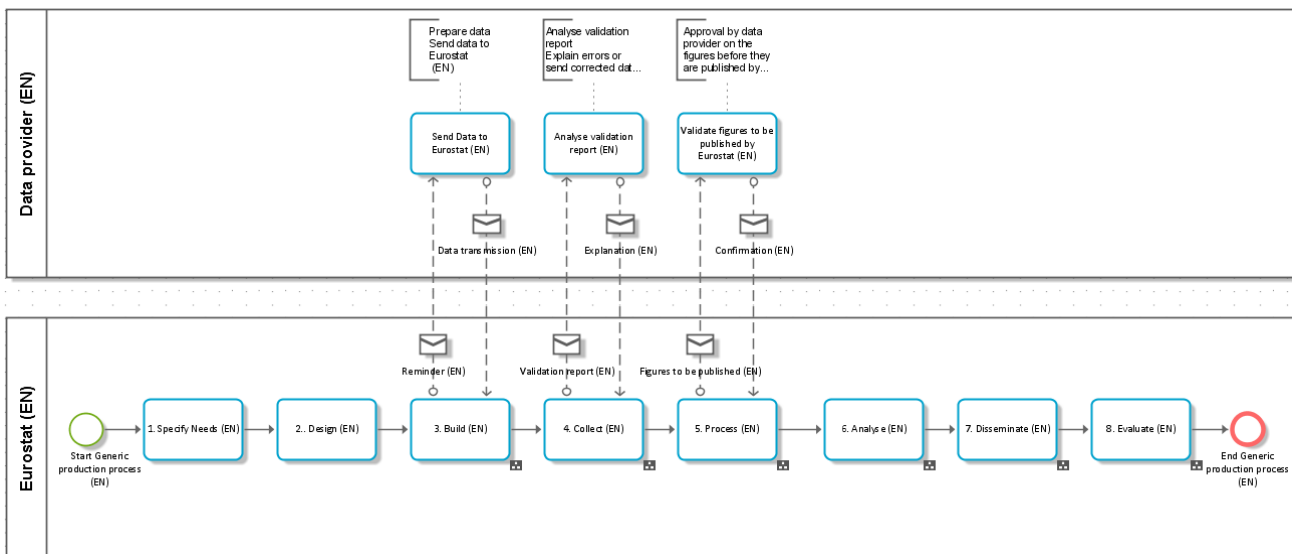 Data provider (EN)
Prepare data
Send data to
Eurostat
(EN)
Analyse validation
report
Explain errors or
send corrected dat...
Approval by data
provider on the
figures before they
are published by...
Send Data to
Eurostat (EN)
Analyse validation
report (EN)
Validate figures to be
published by
Eurostat (EN)
Data transmission (EN)
Explanation (EN)
Confirmation (EN)
Eurostat (EN)
Reminder (EN)
Validation report (EN)
Figures to be published (EN)
Start Generic
production process
(EN)
1. Specify Needs (EN)
2.. Design (EN)
3. Build (EN)
4. Collect (EN)
5. Process (EN)
6. Analyse (EN)
7. Disseminate (EN)
8. Evaluate (EN)
End Generic
production process
(EN)